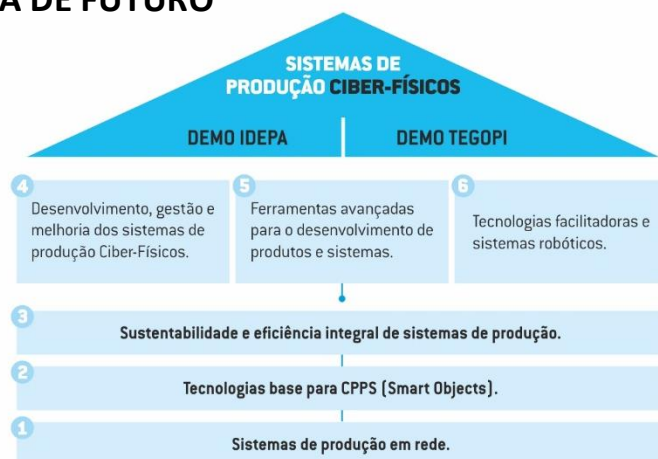 A DE FUTURO
SISTEMAS DE
PRODUÇÃO CIBER-FÍSICOS
DEMO IDEPA
DEMO TEGOPI
4
Desenvolvimento, gestão e
melhoria dos sistemas de
produção Ciber-Físicos.
5
Ferramentas avançadas
para o desenvolvimento de
produtos e sistemas.
6
Tecnologias facilitadoras e
sistemas robóticos.
3
Sustentabilidade e eficiência integral de sistemas de produção.
2
Tecnologias base para CPPS (Smart Objects).
1
Sistemas de produção em rede.